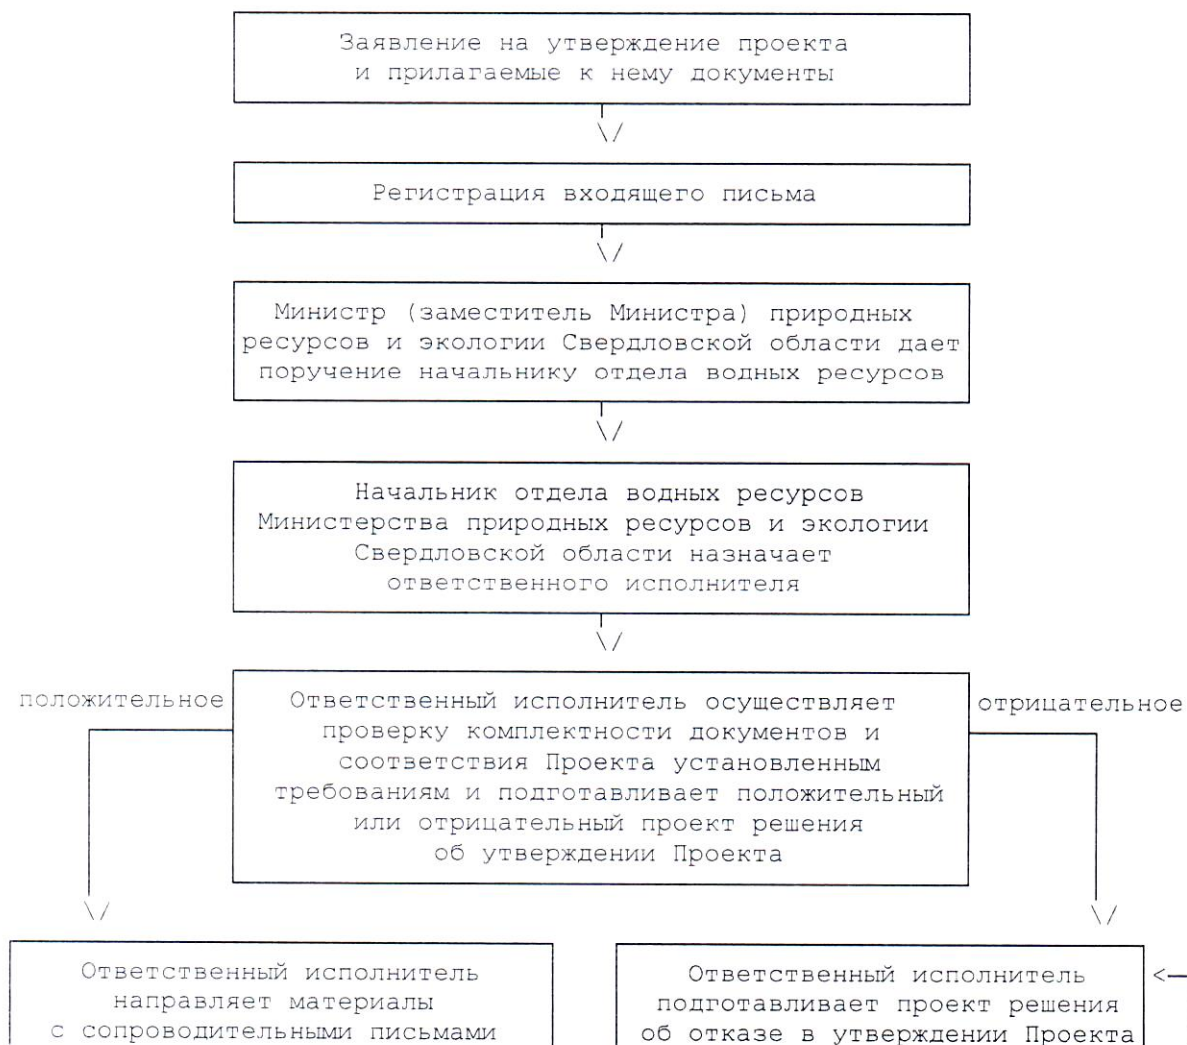 Заявление на утверждение проекта
и прилагаемые к нему документы
\/
Регистрация входящего письма
\/
Министр (заместитель Министра) природных
ресурсов и экологии Свердловской области дает
поручение начальнику отдела водных ресурсов
\/
Начальник отдела водных ресурсов
Министерства природных ресурсов и экологии
Свердловской области назначает
ответственного исполнителя
\/
положительное
Ответственный исполнитель осуществляет
проверку комплектности документов и
соответствия Проекта установленным
требованиям и подготавливает положительный
или отрицательный проект решения
об утверждении Проекта
отрицательное
\/
\/
Ответственный исполнитель
направляет материалы
с сопроводительными письмами
Ответственный исполнитель
подготавливает проект решения
об отказе в утверждении Проекта
<